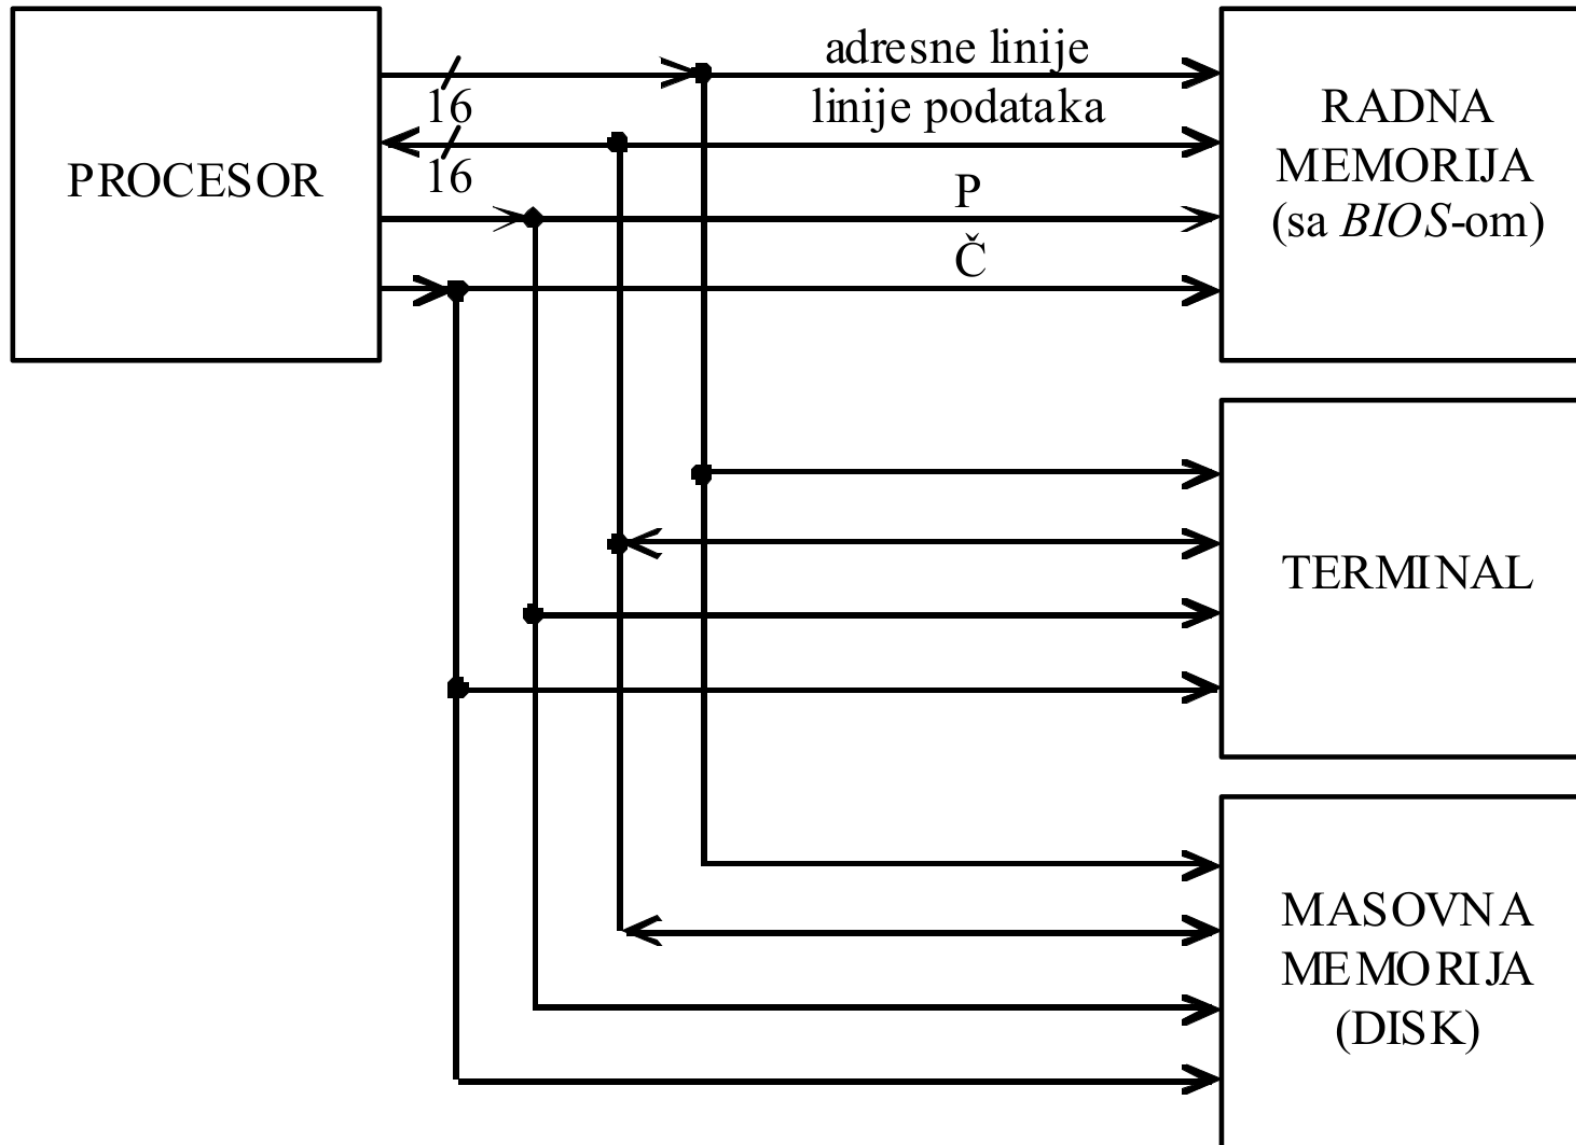 PROCESOR
16
16
adresne linije
linije podataka
P
Č
RADNA
MEMORIJA
(sa BIOS-om)
TERMINAL
MASOVNA
MEMORIJA
(DISK)